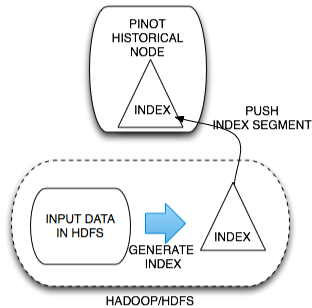 PINOT
HISTORICAL
NODE
INDEX
PUSH
INDEX SEGMENT
INPUT DATA
IN HDFS
GENERATE
INDEX
INDEX
HADOOP/HDFS